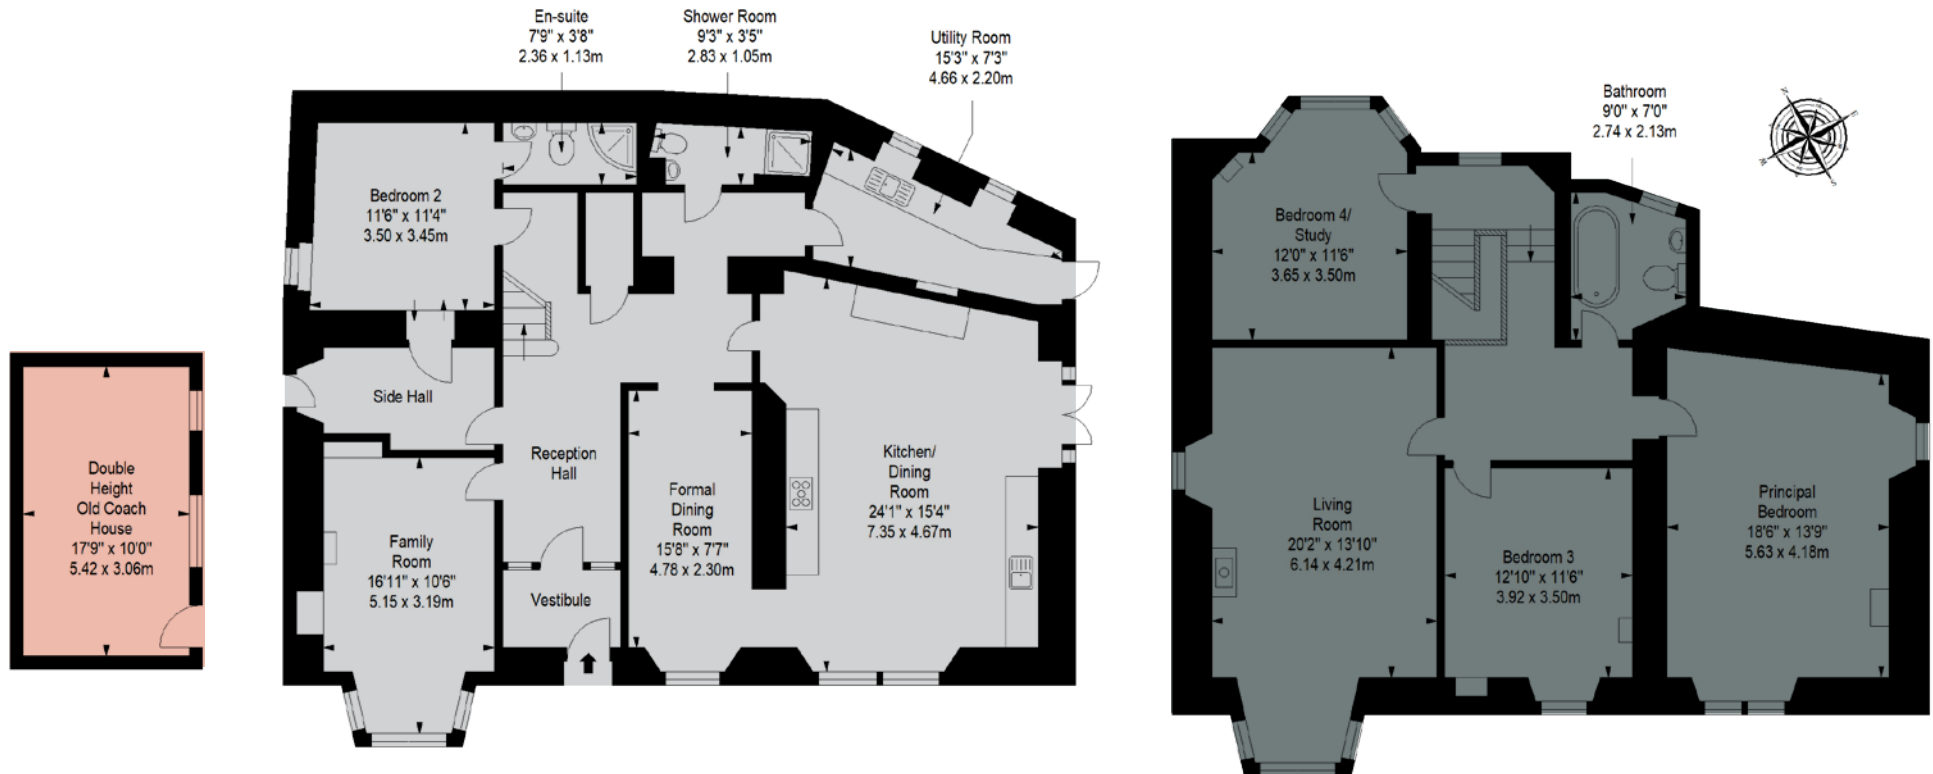 En-suite
7'9" x 3'8"
2.36 x 1.13m
Shower Room
9'3" x 3'5"
2.83 x 1.05m
Utility Room
15'3" x 7'3"
4.66 x 2.20m
Bedroom 2
11'6" x 11'4"
3.50 x 3.45m
Side Hall
Reception
Hall
Family
Room
16'11" x 10'6"
5.15 x 3.19m
Vestibule
Formal
Dining
Room
15'8" x 7'7"
4.78 x 2.30m
Kitchen/
Dining
Room
24'1" x 15'4"
7.35 x 4.67m
Double
Height
Old Coach
House
17'9" x 10'0"
5.42 x 3.06m
Bathroom
9'0" x 7'0"
2.74 x 2.13m
N
E
S
W
Bedroom 4/
Study
12'0" x 11'6"
3.65 x 3.50m
Living
Room
20'2" x 13'10"
6.14 x 4.21m
Bedroom 3
12'10" x 11'6"
3.92 x 3.50m
Principal
Bedroom
18'6" x 13'9"
5.63 x 4.18m